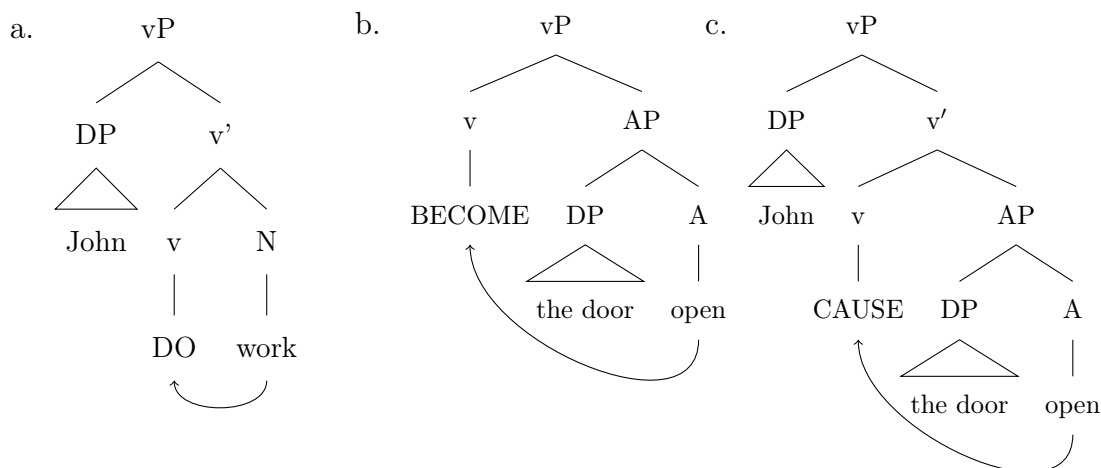 a.
vP
DP v'
John v N
DO work
b.
vP
v AP
BECOME DP A
the door open
c.
vP
DP v′
John v AP
CAUSE DP A
the door open